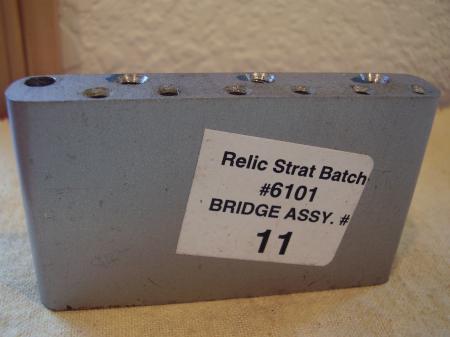 Relic Strat Batch
#6101
BRIDGE ASSY. #
11